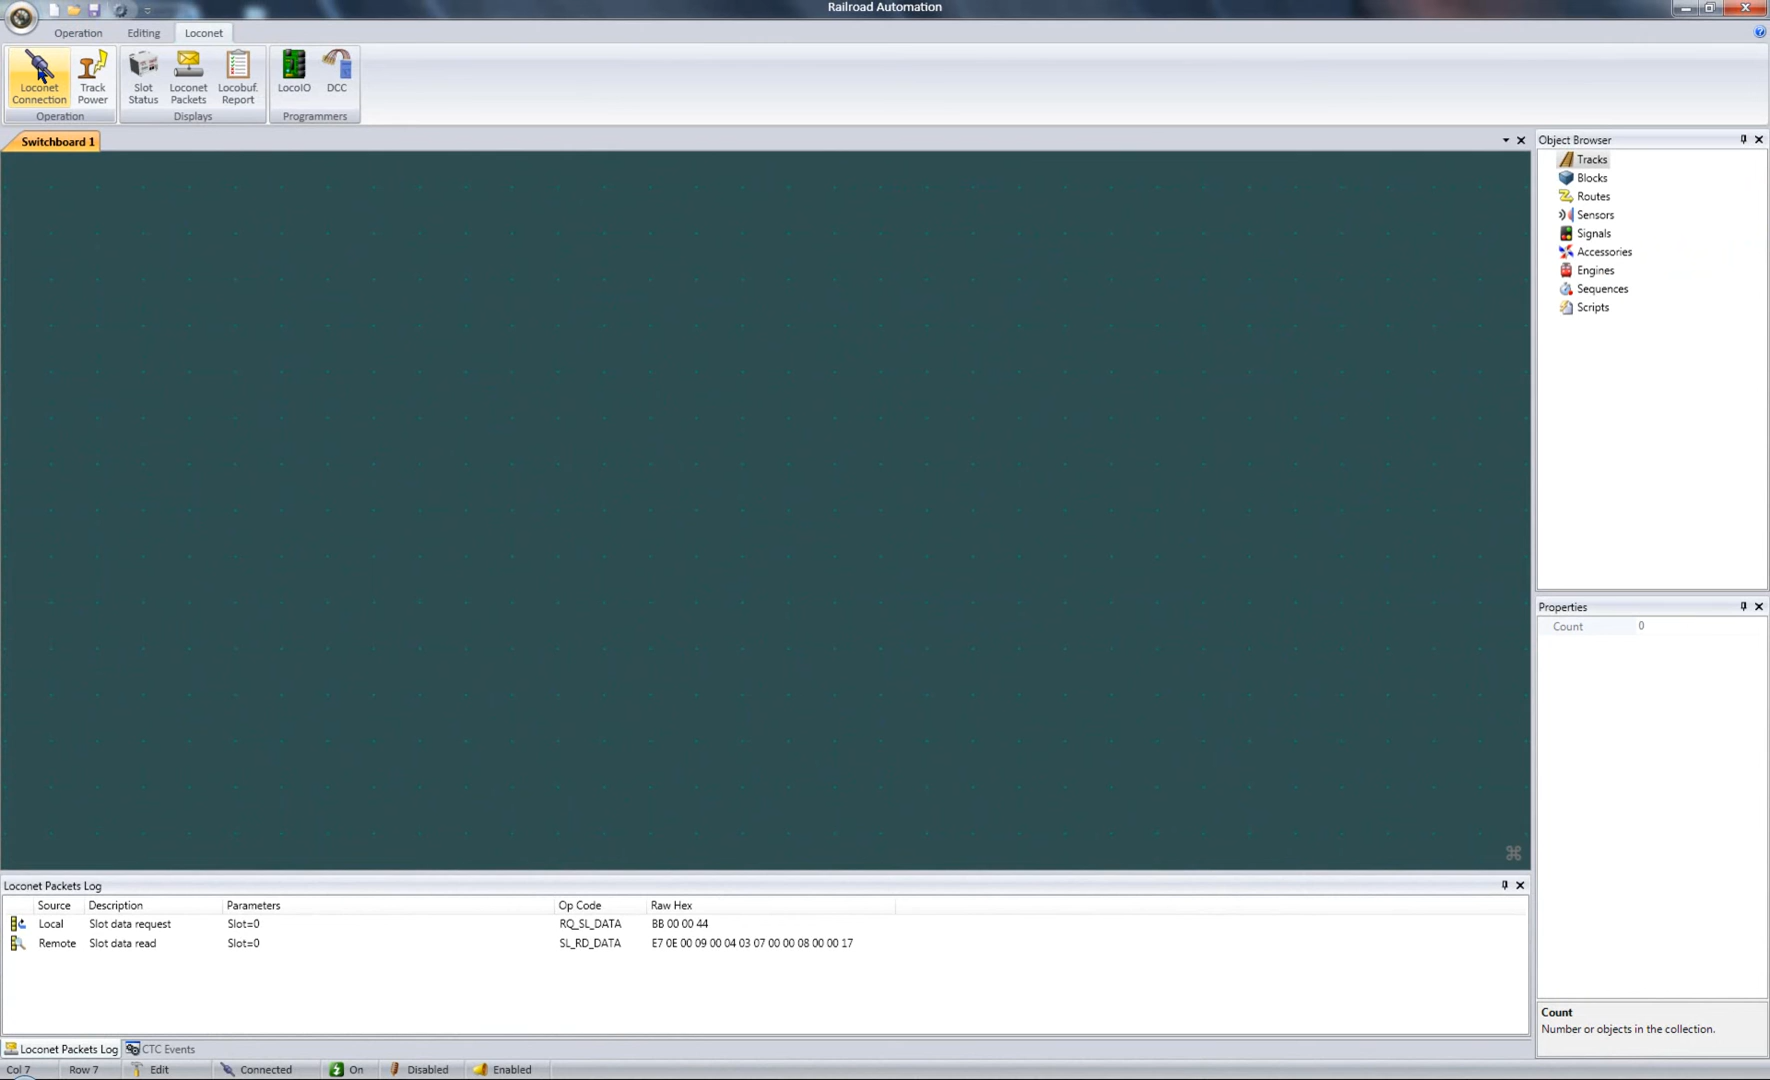 Railroad Automation
Operation Editing Loconet
Loconet Connection
Track Power
Operation
Slot Status
Loconet Packets
Locobuf. Report
Displays
LocoIO
DCC
Programmers
Switchboard 1
Object Browser
Tracks
Blocks
Routes
Sensors
Signals
Accessories
Engines
Sequences
Scripts
Properties
Count 0
Count
Number or objects in the collection.
Loconet Packets Log
Source Description Parameters Op Code Raw Hex
Local Slot data request Slot=0 RQ_SL_DATA BB 00 00 44
Remote Slot data read Slot=0 SL_RD_DATA E7 0E 00 09 00 04 03 07 00 00 08 00 00 17
Loconet Packets Log CTC Events
Col 7 Row 7 Edit Connected On Disabled Enabled